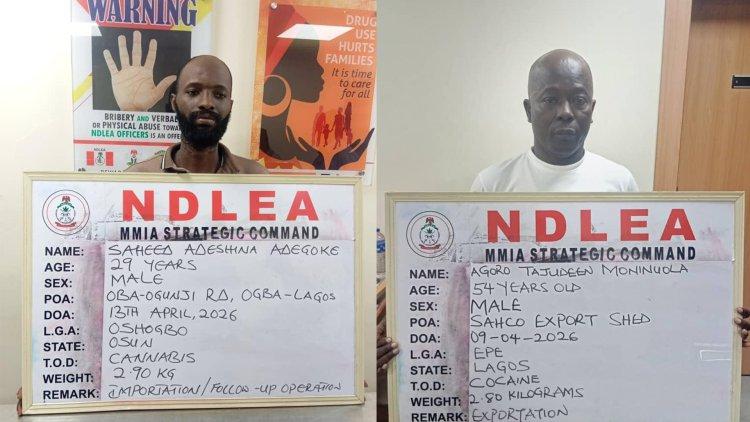 WARNING
BRIBERY AND VERBAL
OR PHYSICAL ABUSE TOWARDS
NDLEA OFFICERS IS AN OFFENCE
DRUG
USE
HURTS
FAMILIES
It is time
to care
for all
NDLEA
MMIA STRATEGIC COMMAND
NAME: SAHEED ADESHINA ADEGOKE
AGE: 29 YEARS
SEX: MALE
POA: OBA-OGUNJI RD, OGBA-LAGOS
DOA: 13TH APRIL, 2026
L.G.A: OSHOGBO
STATE: OSUN
T.O.D: CANNABIS
WEIGHT: 2.90 KG
REMARK: IMPORTATION/FOLLOW-UP OPERATION
NDLEA
MMIA STRATEGIC COMMAND
NAME: AGORO TAJUDEEN MONINUOLA
AGE: 54 YEARS OLD
SEX: MALE
POA: SAHCO EXPORT SHED
DOA: 09-04-2026
L.G.A: EPE
STATE: LAGOS
T.O.D: COCAINE
WEIGHT: 2.80 KILOGRAMS
REMARK: EXPORTATION